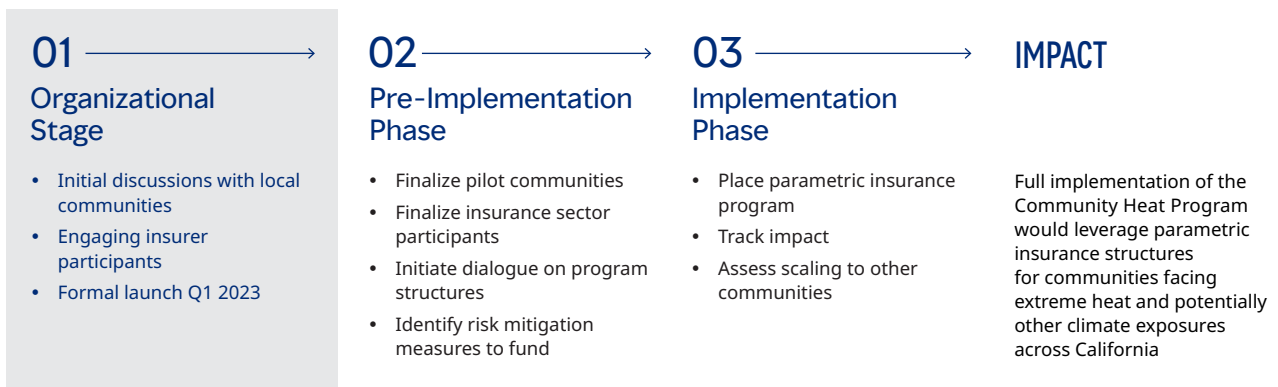 01
Organizational
Stage
• Initial discussions with local
communities
• Engaging insurer
participants
• Formal launch Q1 2023
02
Pre-Implementation
Phase
• Finalize pilot communities
• Finalize insurance sector
participants
• Initiate dialogue on program
structures
• Identify risk mitigation
measures to fund
03
Implementation
Phase
• Place parametric insurance
program
• Track impact
• Assess scaling to other
communities
IMPACT
Full implementation of the
Community Heat Program
would leverage parametric
insurance structures
for communities facing
extreme heat and potentially
other climate exposures
across California